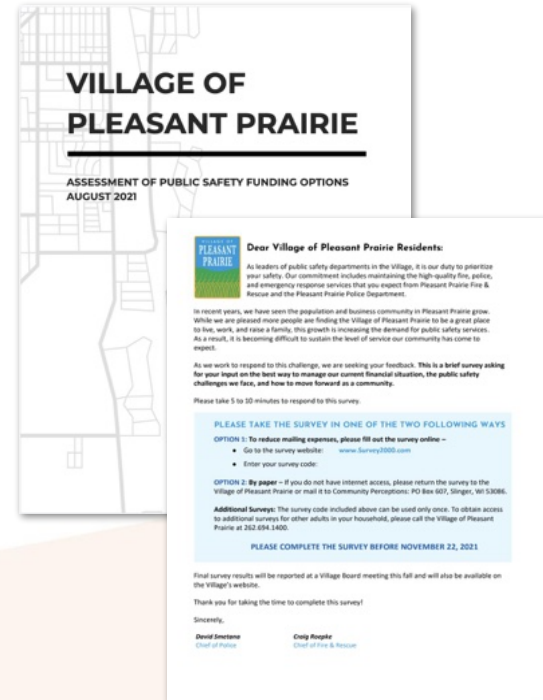 VILLAGE OF
PLEASANT PRAIRIE
ASSESSMENT OF PUBLIC SAFETY FUNDING OPTIONS
AUGUST 2021
VILLAGE OF
PLEASANT
PRAIRIE
Dear Village of Pleasant Prairie Residents:
As leaders of public safety departments in the Village, it is our duty to prioritize
your safety. Our commitment includes maintaining the high-quality fire, police,
and emergency response services that you expect from Pleasant Prairie Fire &
Rescue and the Pleasant Prairie Police Department.
In recent years, we have seen the population and business community in Pleasant Prairie grow.
While we are pleased more people are finding the Village of Pleasant Prairie to be a great place
to live, work, and raise a family, this growth is increasing the demand for public safety services.
As a result, it is becoming difficult to sustain the level of service our community has come to
expect.
As we work to respond to this challenge, we are seeking your feedback. This is a brief survey asking
for your input on the best way to manage our current financial situation, the public safety
challenges we face, and how to move forward as a community.
Please take 5 to 10 minutes to respond to this survey.
PLEASE TAKE THE SURVEY IN ONE OF THE TWO FOLLOWING WAYS
OPTION 1: To reduce mailing expenses, please fill out the survey online –
• Go to the survey website: www.Survey2000.com
• Enter your survey code:
OPTION 2: By paper – If you do not have internet access, please return the survey to the
Village of Pleasant Prairie or mail it to Community Perceptions: PO Box 607, Slinger, WI 53086.
Additional Surveys: The survey code included above can be used only once. To obtain access
to additional surveys for other adults in your household, please call the Village of Pleasant
Prairie at 262.694.1400.
PLEASE COMPLETE THE SURVEY BEFORE NOVEMBER 22, 2021
Final survey results will be reported at a Village Board meeting this fall and will also be available on
the Village's website.
Thank you for taking the time to complete this survey!
Sincerely,
David Smetana Craig Roepke
Chief of Police Chief of Fire & Rescue